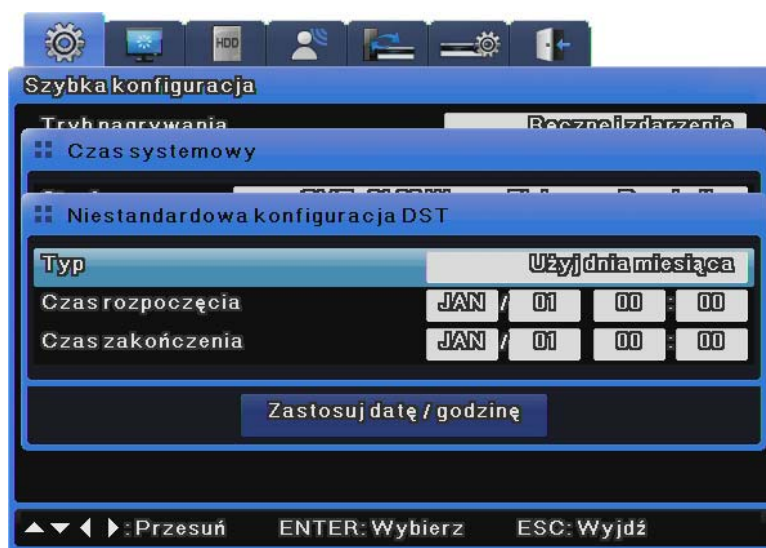 HDD
Szybka konfiguracja
Tryb nagrywania Ręczne i zdarzenie
Czas systemowy
Niestandardowa konfiguracja DST
Typ Użyj dnia miesiąca
Czas rozpoczęcia JAN / 01 00 : 00
Czas zakończenia JAN / 01 00 : 00
Zastosuj datę / godzinę
:Przesuń ENTER: Wybierz ESC: Wyjdź